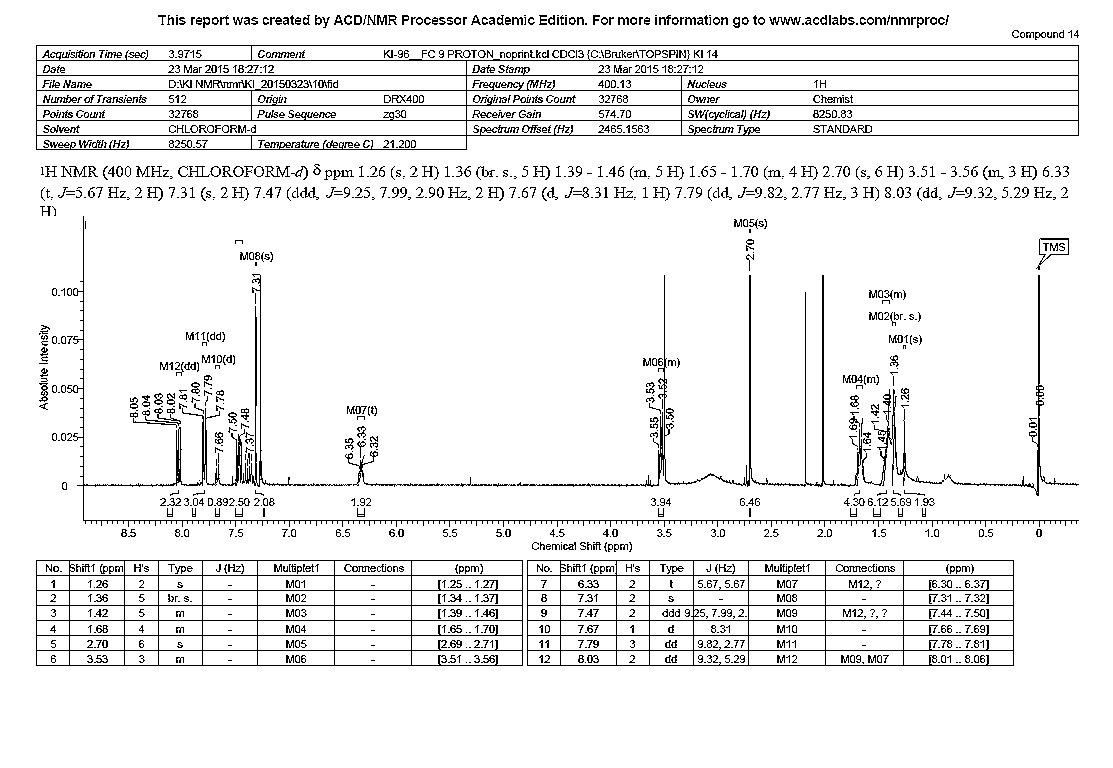 This report was created by ACD/NMR Processor Academic Edition. For more information go to www.acdlabs.com/nmrproc/
Compound 14
Acquisition Time (sec) 3.9715 Comment KI-96__FC 9 PROTON_noprint.kcl CDCl3 {C:\Bruker\TOPSPIN} KI 14
Date 23 Mar 2015 18:27:12 Date Stamp 23 Mar 2015 18:27:12
File Name D:\KI NMR\nmr\KI_20150323\10\fid Frequency (MHz) 400.13 Nucleus 1H
Number of Transients 512 Origin DRX400 Original Points Count 32768 Owner Chemist
Points Count 32768 Pulse Sequence zg30 Receiver Gain 574.70 SW(cyclical) (Hz) 8250.83
Solvent CHLOROFORM-d Spectrum Offset (Hz) 2465.1563 Spectrum Type STANDARD
Sweep Width (Hz) 8250.57 Temperature (degree C) 21.200
1H NMR (400 MHz, CHLOROFORM-d) δ ppm 1.26 (s, 2 H) 1.36 (br. s., 5 H) 1.39 - 1.46 (m, 5 H) 1.65 - 1.70 (m, 4 H) 2.70 (s, 6 H) 3.51 - 3.56 (m, 3 H) 6.33
(t, J=5.67 Hz, 2 H) 7.31 (s, 2 H) 7.47 (ddd, J=9.25, 7.99, 2.90 Hz, 2 H) 7.67 (d, J=8.31 Hz, 1 H) 7.79 (dd, J=9.82, 2.77 Hz, 3 H) 8.03 (dd, J=9.32, 5.29 Hz, 2
H)
M05(s)
TMS
M08(s)
M03(m)
M02(br. s.)
M11(dd)
M01(s)
M12(dd) M10(d)
M06(m)
M04(m)
M07(t)
8.05 8.04 8.03 8.02 7.81 7.80 7.79 7.78 7.66 7.50 7.48 7.37 7.31 6.35 6.33 6.32 3.55 3.53 3.52 3.50 2.70 1.69 1.68 1.64 1.42 1.45 1.40 1.36 1.26 -0.01 0.00
Absolute Intensity
0.100
0.075
0.050
0.025
0
2.32 3.04 0.89 2.50 2.08 1.92 3.94 6.46 4.30 6.12 5.69 1.93
8.5 8.0 7.5 7.0 6.5 6.0 5.5 5.0 4.5 4.0 3.5 3.0 2.5 2.0 1.5 1.0 0.5 0
Chemical Shift (ppm)
No. Shift1 (ppm) H's Type J (Hz) Multiplet1 Connections (ppm) No. Shift1 (ppm) H's Type J (Hz) Multiplet1 Connections (ppm)
1 1.26 2 s - M01 - [1.25 .. 1.27] 7 6.33 2 t 5.67, 5.67 M07 M12, ? [6.30 .. 6.37]
2 1.36 5 br. s. - M02 - [1.34 .. 1.37] 8 7.31 2 s - M08 - [7.31 .. 7.32]
3 1.42 5 m - M03 - [1.39 .. 1.46] 9 7.47 2 ddd 9.25, 7.99, 2. M09 M12, ?, ? [7.44 .. 7.50]
4 1.68 4 m - M04 - [1.65 .. 1.70] 10 7.67 1 d 8.31 M10 - [7.66 .. 7.69]
5 2.70 6 s - M05 - [2.69 .. 2.71] 11 7.79 3 dd 9.82, 2.77 M11 - [7.78 .. 7.81]
6 3.53 3 m - M06 - [3.51 .. 3.56] 12 8.03 2 dd 9.32, 5.29 M12 M09, M07 [8.01 .. 8.06]